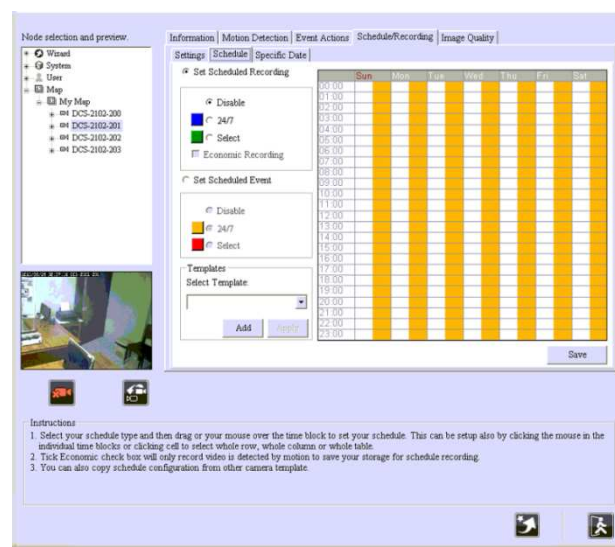 Node selection and preview.
Wizard
System
User
Map
My Map
DCS-2102-200
DCS-2102-201
DCS-2102-202
DCS-2102-203
Information Motion Detection Event Actions Schedule/Recording Image Quality
Settings Schedule Specific Date
Set Scheduled Recording
Disable
24/7
Select
Economic Recording
Set Scheduled Event
Disable
24/7
Select
Templates
Select Template:
Add Apply
Sun Mon Tue Wed Thu Fri Sat
00:00
01:00
02:00
03:00
04:00
05:00
06:00
07:00
08:00
09:00
10:00
11:00
12:00
13:00
14:00
15:00
16:00
17:00
18:00
19:00
20:00
21:00
22:00
23:00
Save
Instructions
1. Select your schedule type and then drag or your mouse over the time block to set your schedule. This can be setup also by clicking the mouse in the
individual time blocks or clicking cell to select whole row, whole column or whole table.
2. Tick Economic check box will only record video is detected by motion to save your storage for schedule recording.
3. You can also copy schedule configuration from other camera template.